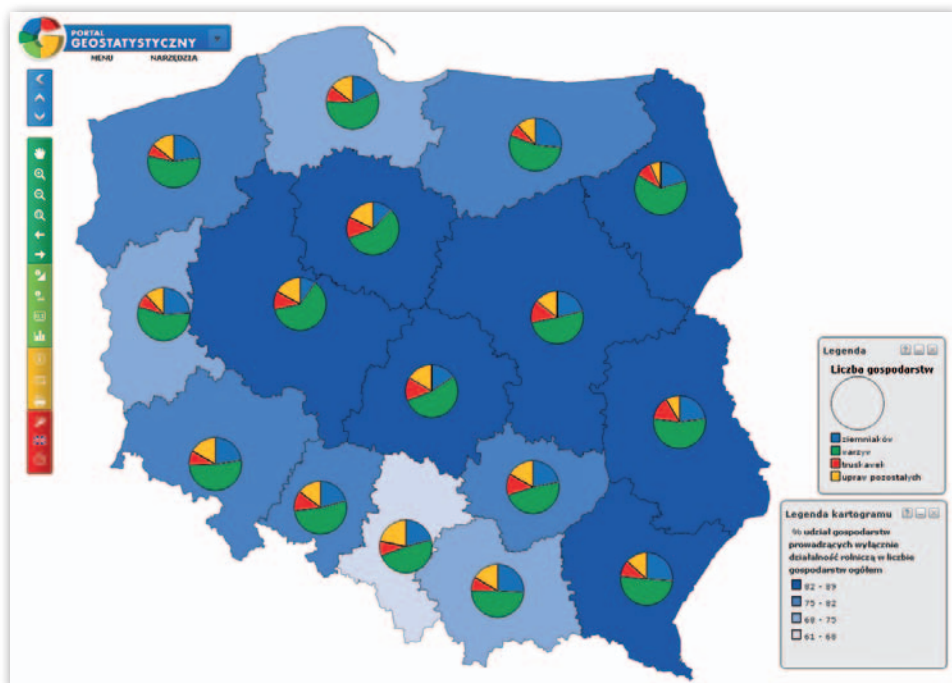 PORTAL
GEOSTATYSTYCZNY
MENU NARZĘDZIA
Legenda
Liczba gospodarstw
ziemniaków
warzyw
truskawek
upraw pozostałych
Legenda kartogramu
% udział gospodarstw
prowadzących wyłącznie
działalność rolniczą w liczbie
gospodarstw ogółem
82 - 89
75 - 82
68 - 75
61 - 68